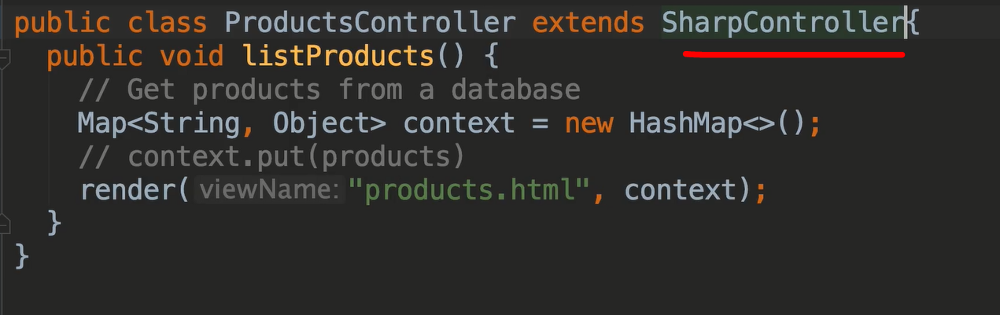 public class ProductsController extends SharpController{
public void listProducts() {
// Get products from a database
Map<String, Object> context = new HashMap<>();
// context.put(products)
render( viewName: "products.html", context);
}
}